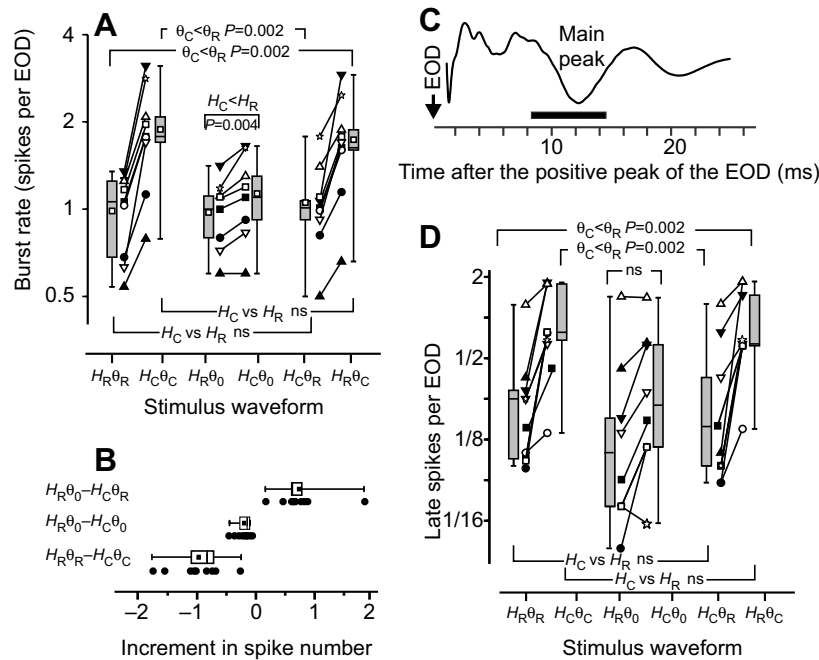 A
θC<θR P=0.002
θC<θR P=0.002
4
2
1
0.5
Burst rate (spikes per EOD)
HC<HR
P=0.004
HC vs HR ns
HC vs HR ns
HRθR HCθC HRθ0 HCθ0 HCθR HRθC
Stimulus waveform
B
HRθ0–HCθR
HRθ0–HCθ0
HRθR–HCθC
–2 –1 0 1 2
Increment in spike number
C
EOD
Main
peak
10 20
Time after the positive peak of the EOD (ms)
D
θC<θR P=0.002
θC<θR P=0.002
ns
2
1/2
1/8
1/16
Late spikes per EOD
HC vs HR ns
HC vs HR ns
HRθR HCθC HRθ0 HCθ0 HCθR HRθC
Stimulus waveform